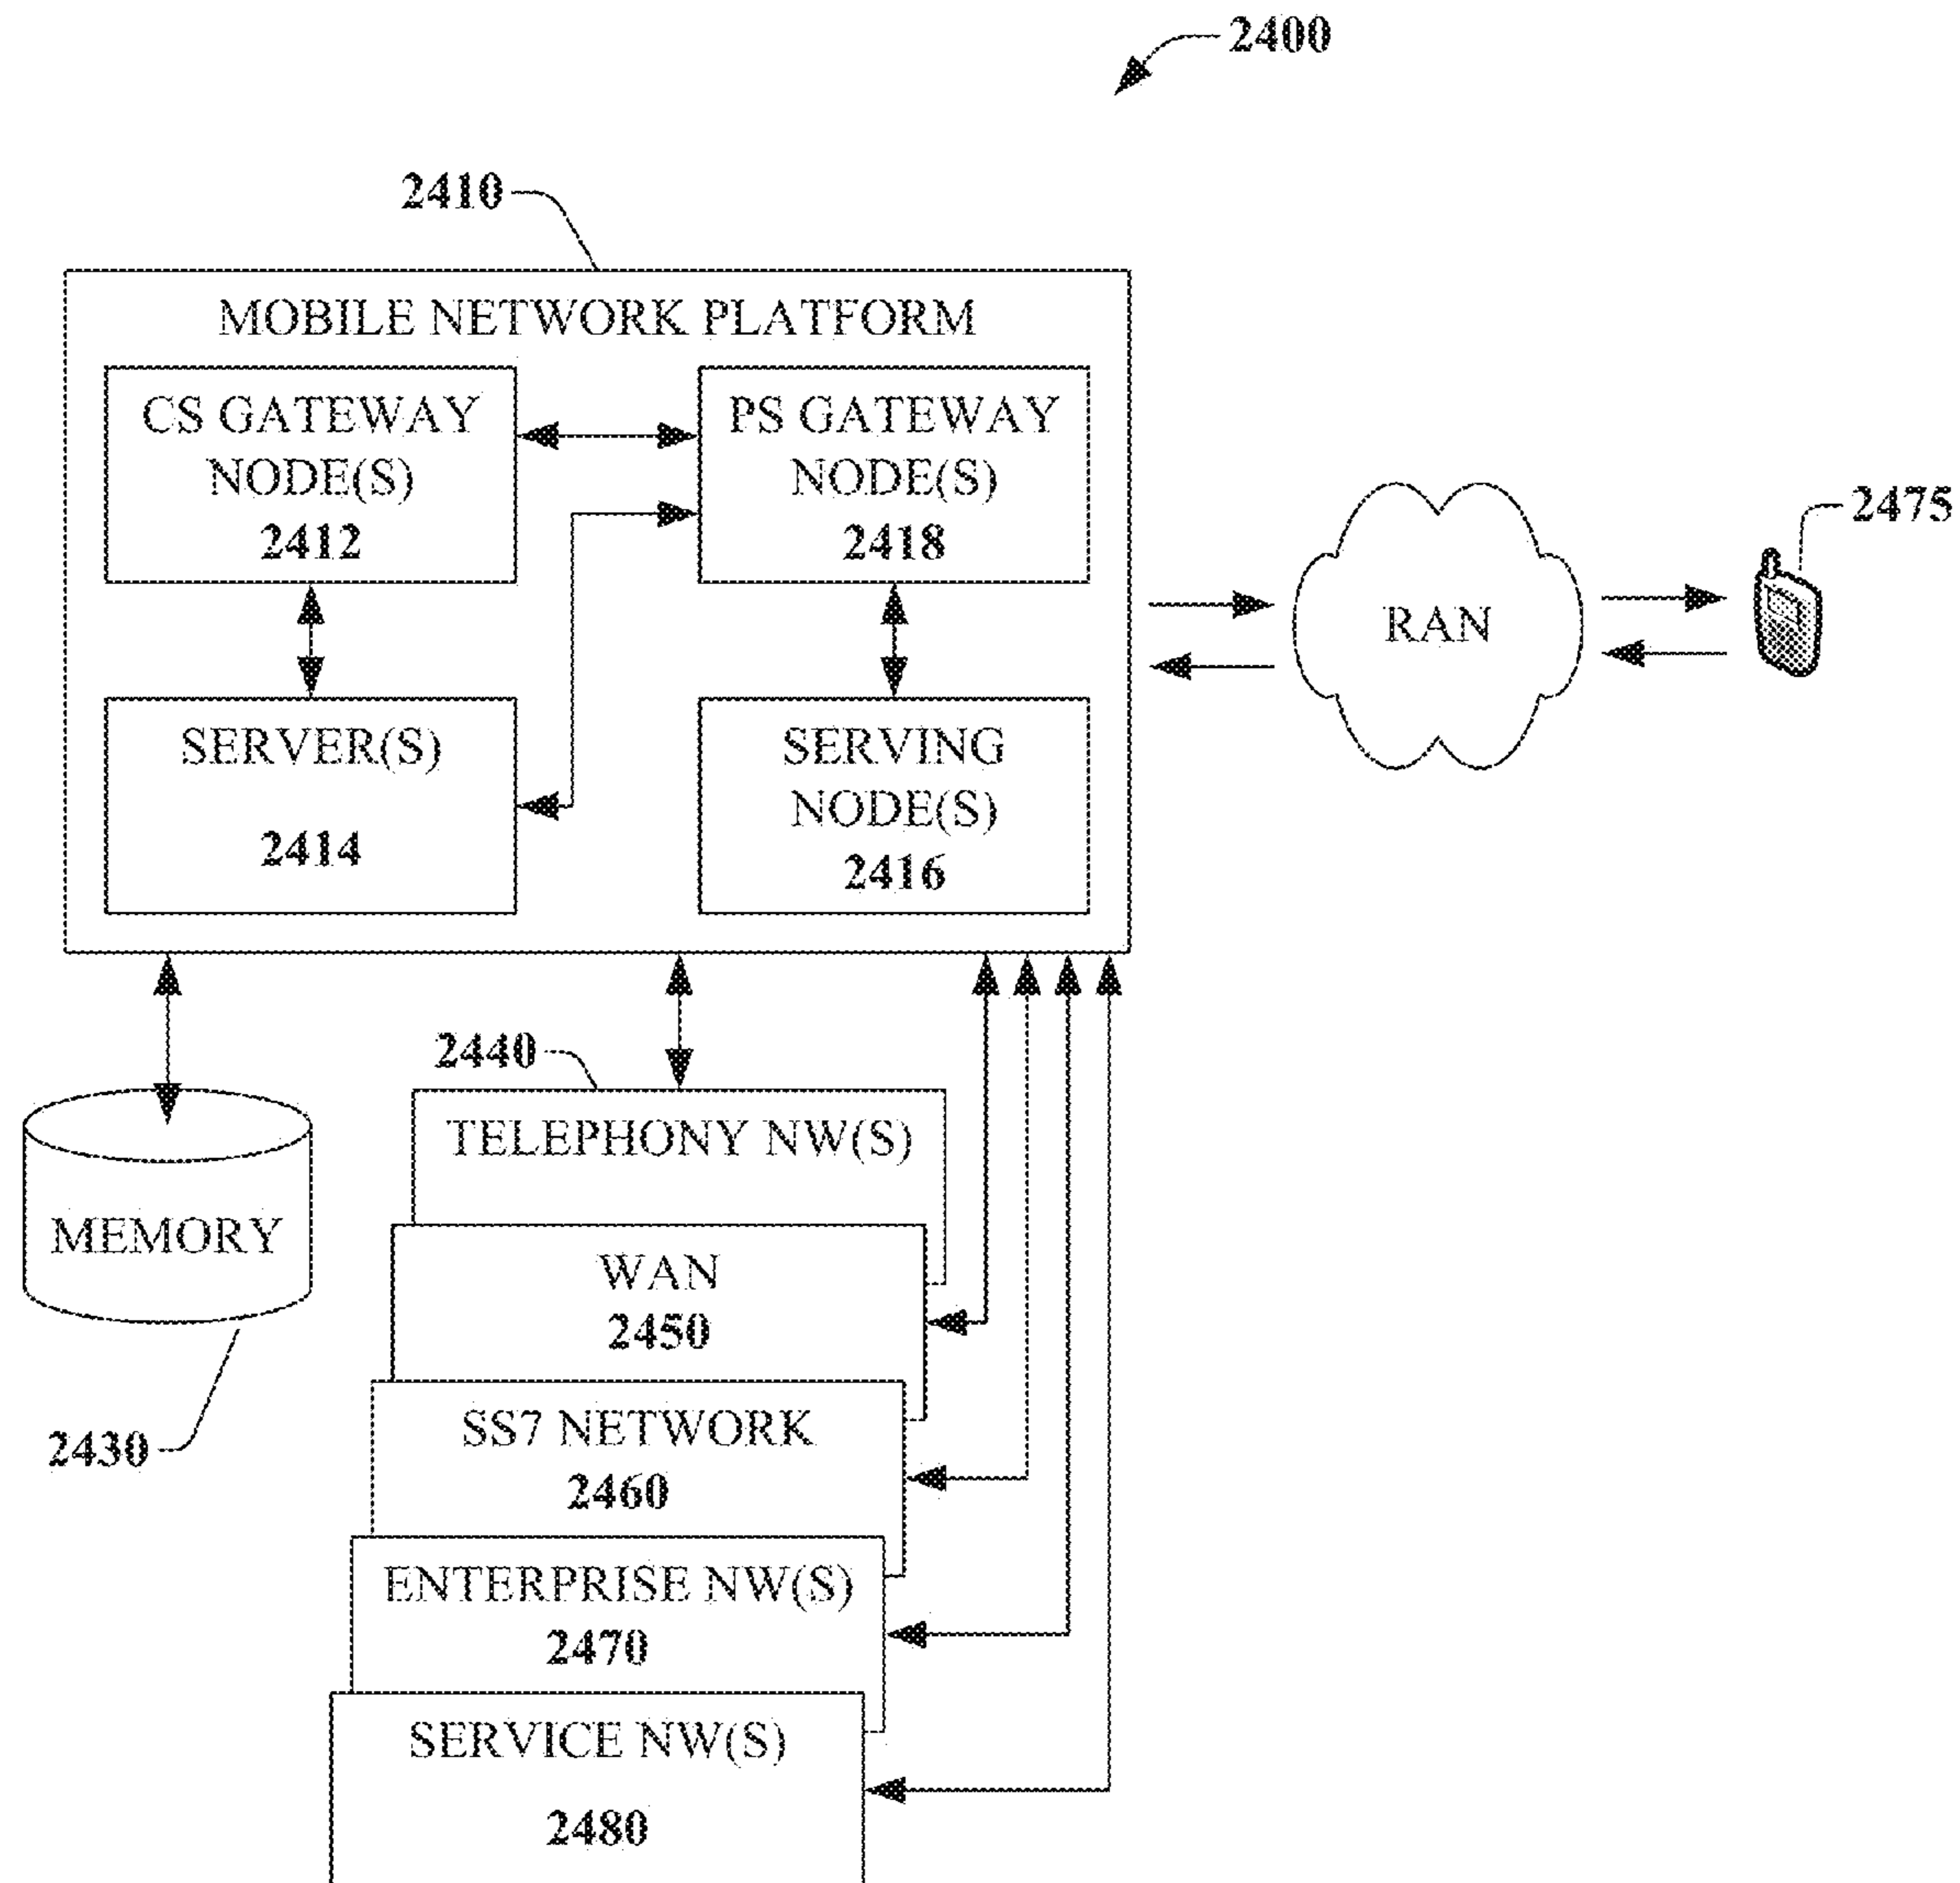 2400
2410
MOBILE NETWORK PLATFORM
CS GATEWAY
NODE(S)
2412
PS GATEWAY
NODE(S)
2418
SERVER(S)
2414
SERVING
NODE(S)
2416
RAN
2475
2440
TELEPHONY NW(S)
MEMORY
2430
WAN
2450
SS7 NETWORK
2460
ENTERPRISE NW(S)
2470
SERVICE NW(S)
2480